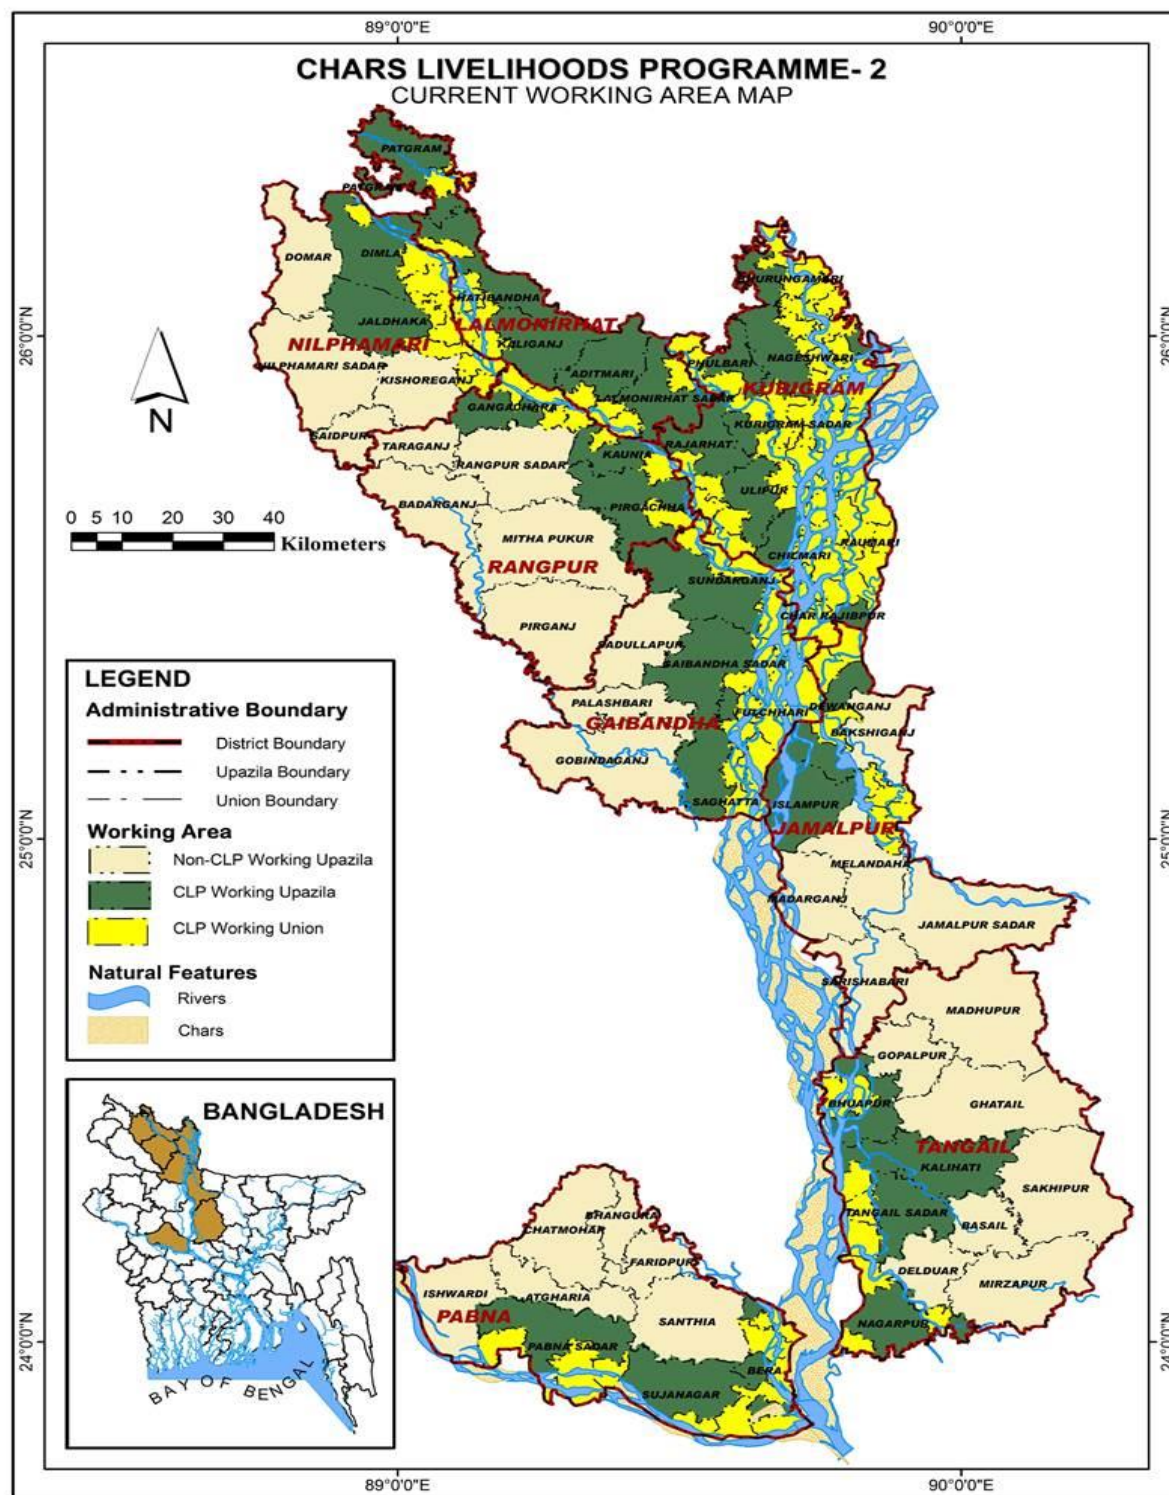 89°0'0"E 90°0'0"E
CHARS LIVELIHOODS PROGRAMME- 2
CURRENT WORKING AREA MAP
PATGRAM
PATGRAM
DOMAR
DIMLA
BHURUNGAMARI
HATIBANDHA
JALDHAKA
LALMONIRHAT
26°0'0"N
26°0'0"N
NILPHAMARI
KALIGANJ
NAGESHWARI
PHULBARI
NILPHAMARI SADAR
KISHOREGANJ
ADITMARI
KURIGRAM
LALMONIRHAT SADAR
GANGACHARA
KURIGRAM SADAR
N
SAIDPUR
TARAGANJ
RAJARHAT
KAUNIA
RANGPUR SADAR
ULIPUR
BADARGANJ
PIRGACHHA
0 5 10 20 30 40
Kilometers
MITHA PUKUR
RAUMARI
CHILMARI
RANGPUR
SUNDARGANJ
CHAR RAJIBPUR
PIRGANJ
SADULLAPUR
GAIBANDHA SADAR
PALASHBARI
FULCHHARI
DEWANGANJ
GAIBANDHA
BAKSHIGANJ
GOBINDAGANJ
SAGHATTA
ISLAMPUR
JAMALPUR
25°0'0"N
25°0'0"N
MELANDAHA
MADARGANJ
JAMALPUR SADAR
SARISHABARI
MADHUPUR
GOPALPUR
BHUAPUR
GHATAIL
TANGAIL
KALIHATI
SAKHIPUR
TANGAIL SADAR
BASAIL
DELDUAR
MIRZAPUR
NAGARPUR
LEGEND
Administrative Boundary
District Boundary
Upazila Boundary
Union Boundary
Working Area
Non-CLP Working Upazila
CLP Working Upazila
CLP Working Union
Natural Features
Rivers
Chars
BANGLADESH
BAY OF BENGAL
BHANGURA
CHATMOHAR
FARIDPUR
ISHWARDI
ATGHARIA
PABNA
SANTHIA
24°0'0"N
24°0'0"N
PABNA SADAR
BERA
SUJANAGAR
89°0'0"E 90°0'0"E